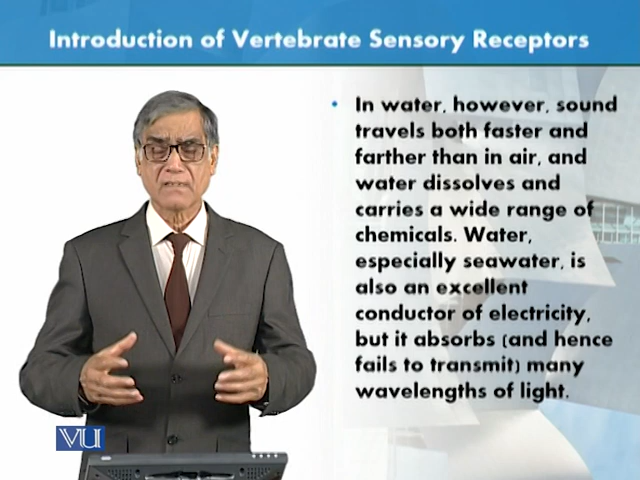 Introduction of Vertebrate Sensory Receptors
• In water, however, sound
travels both faster and
farther than in air, and
water dissolves and
carries a wide range of
chemicals. Water,
especially seawater, is
also an excellent
conductor of electricity,
but it absorbs (and hence
fails to transmit) many
wavelengths of light.
VU